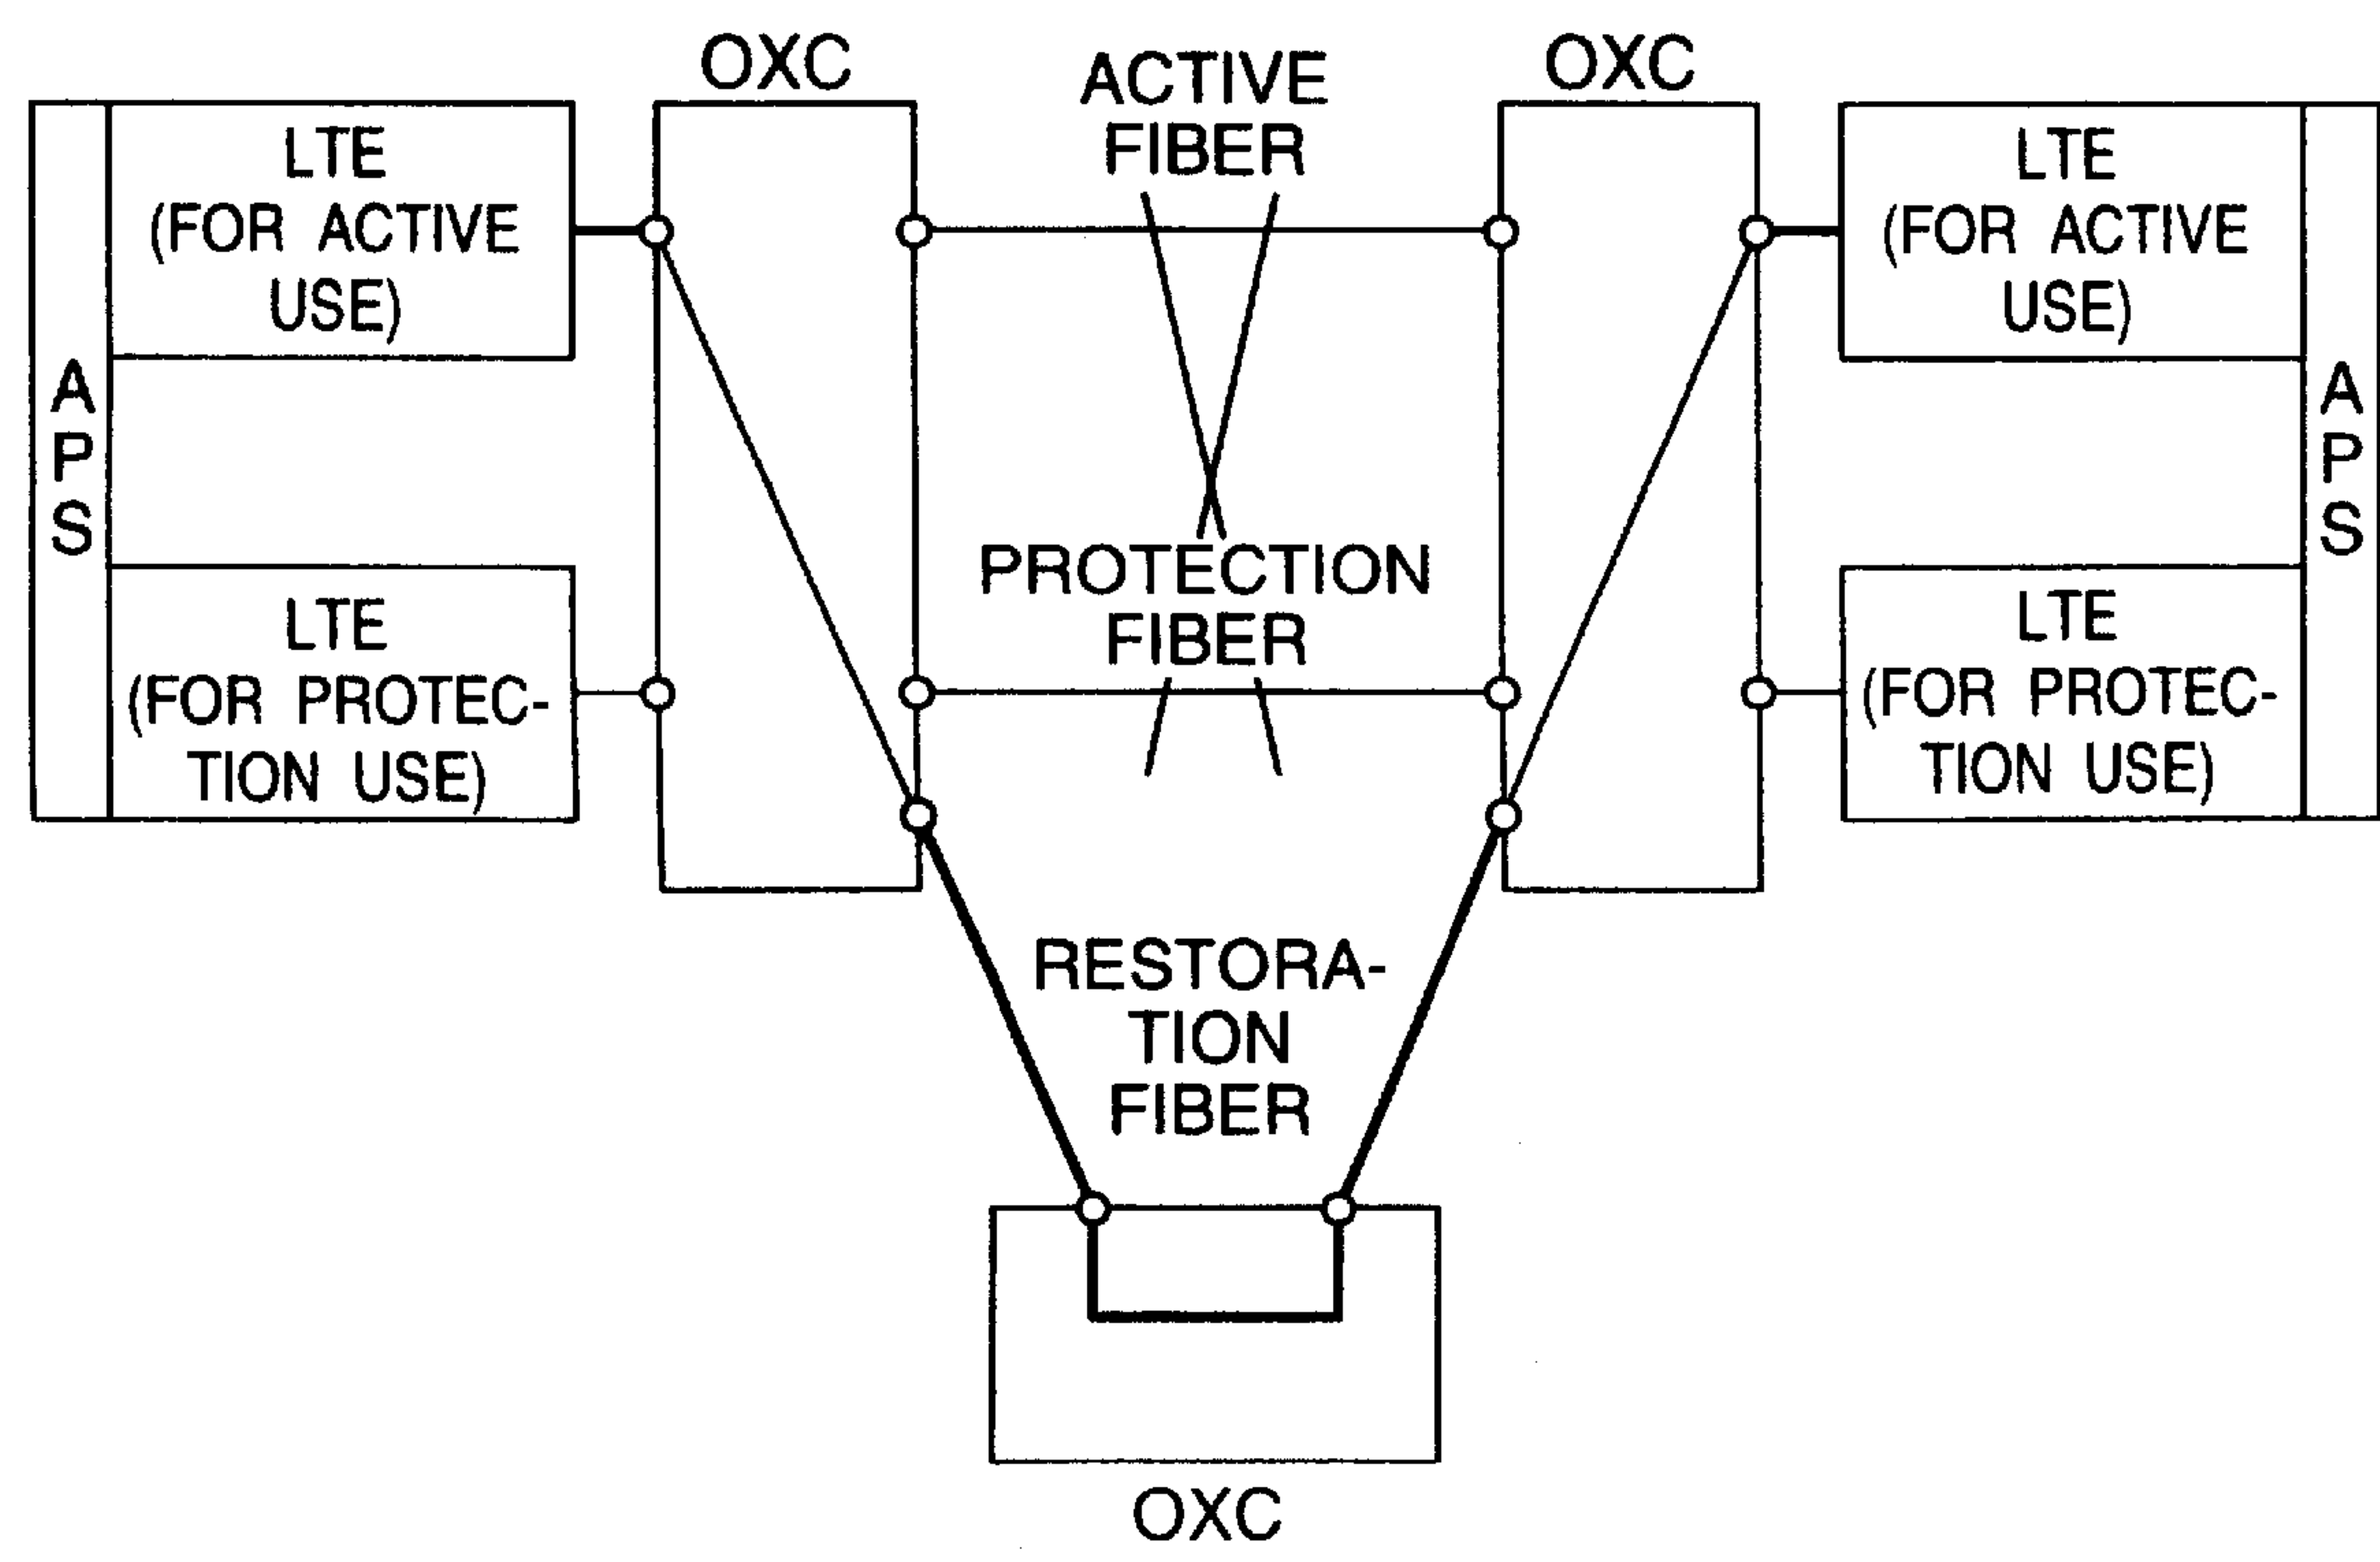 OXC
ACTIVE
FIBER
OXC
LTE
(FOR ACTIVE
USE)
LTE
(FOR ACTIVE
USE)
A
P
S
A
P
S
PROTECTION
FIBER
LTE
(FOR PROTEC-
TION USE)
LTE
(FOR PROTEC-
TION USE)
RESTORA-
TION
FIBER
OXC